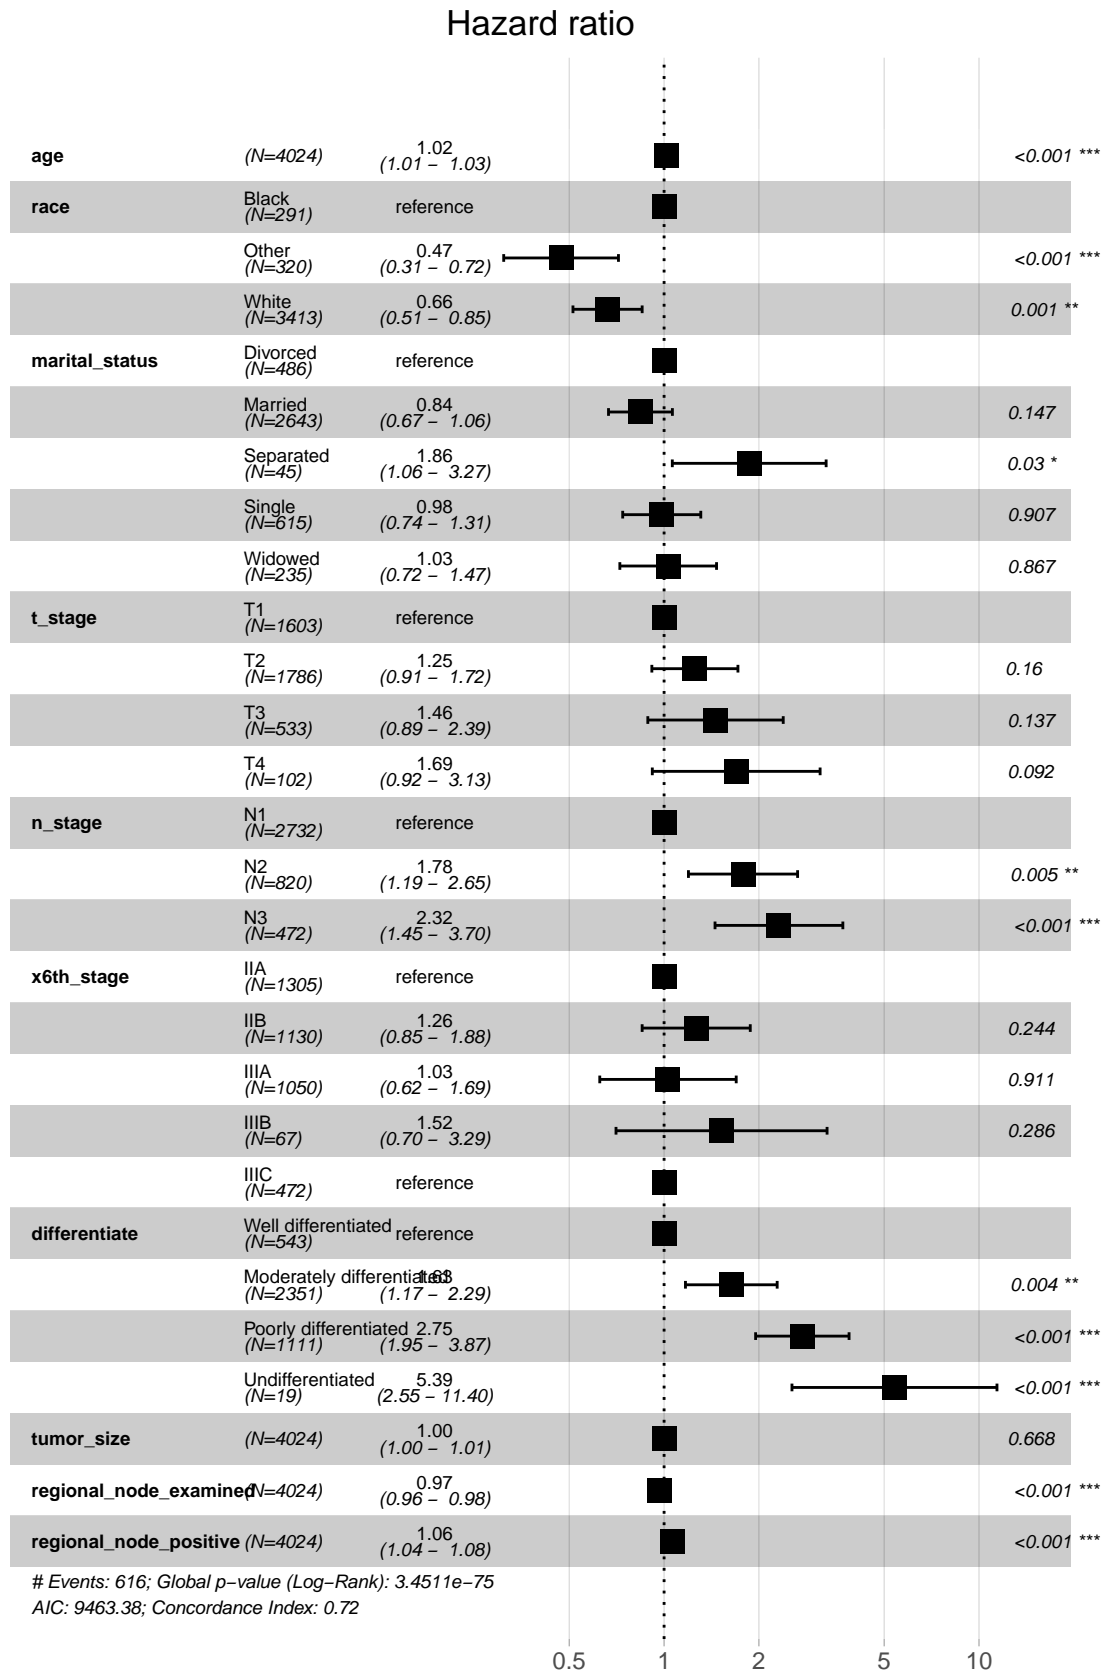 Hazard ratio
age (N=4024) 1.02 (1.01 − 1.03) <0.001 ***
race Black (N=291) reference
Other (N=320) 0.47 (0.31 − 0.72) <0.001 ***
White (N=3413) 0.66 (0.51 − 0.85) 0.001 **
marital_status Divorced (N=486) reference
Married (N=2643) 0.84 (0.67 − 1.06) 0.147
Separated (N=45) 1.86 (1.06 − 3.27) 0.03 *
Single (N=615) 0.98 (0.74 − 1.31) 0.907
Widowed (N=235) 1.03 (0.72 − 1.47) 0.867
t_stage T1 (N=1603) reference
T2 (N=1786) 1.25 (0.91 − 1.72) 0.16
T3 (N=533) 1.46 (0.89 − 2.39) 0.137
T4 (N=102) 1.69 (0.92 − 3.13) 0.092
n_stage N1 (N=2732) reference
N2 (N=820) 1.78 (1.19 − 2.65) 0.005 **
N3 (N=472) 2.32 (1.45 − 3.70) <0.001 ***
x6th_stage IIA (N=1305) reference
IIB (N=1130) 1.26 (0.85 − 1.88) 0.244
IIIA (N=1050) 1.03 (0.62 − 1.69) 0.911
IIIB (N=67) 1.52 (0.70 − 3.29) 0.286
IIIC (N=472) reference
differentiate Well differentiated (N=543) reference
Moderately differentiated (N=2351) 1.63 (1.17 − 2.29) 0.004 **
Poorly differentiated (N=1111) 2.75 (1.95 − 3.87) <0.001 ***
Undifferentiated (N=19) 5.39 (2.55 − 11.40) <0.001 ***
tumor_size (N=4024) 1.00 (1.00 − 1.01) 0.668
regional_node_examined (N=4024) 0.97 (0.96 − 0.98) <0.001 ***
regional_node_positive (N=4024) 1.06 (1.04 − 1.08) <0.001 ***
# Events: 616; Global p−value (Log−Rank): 3.4511e−75
AIC: 9463.38; Concordance Index: 0.72
0.5 1 2 5 10